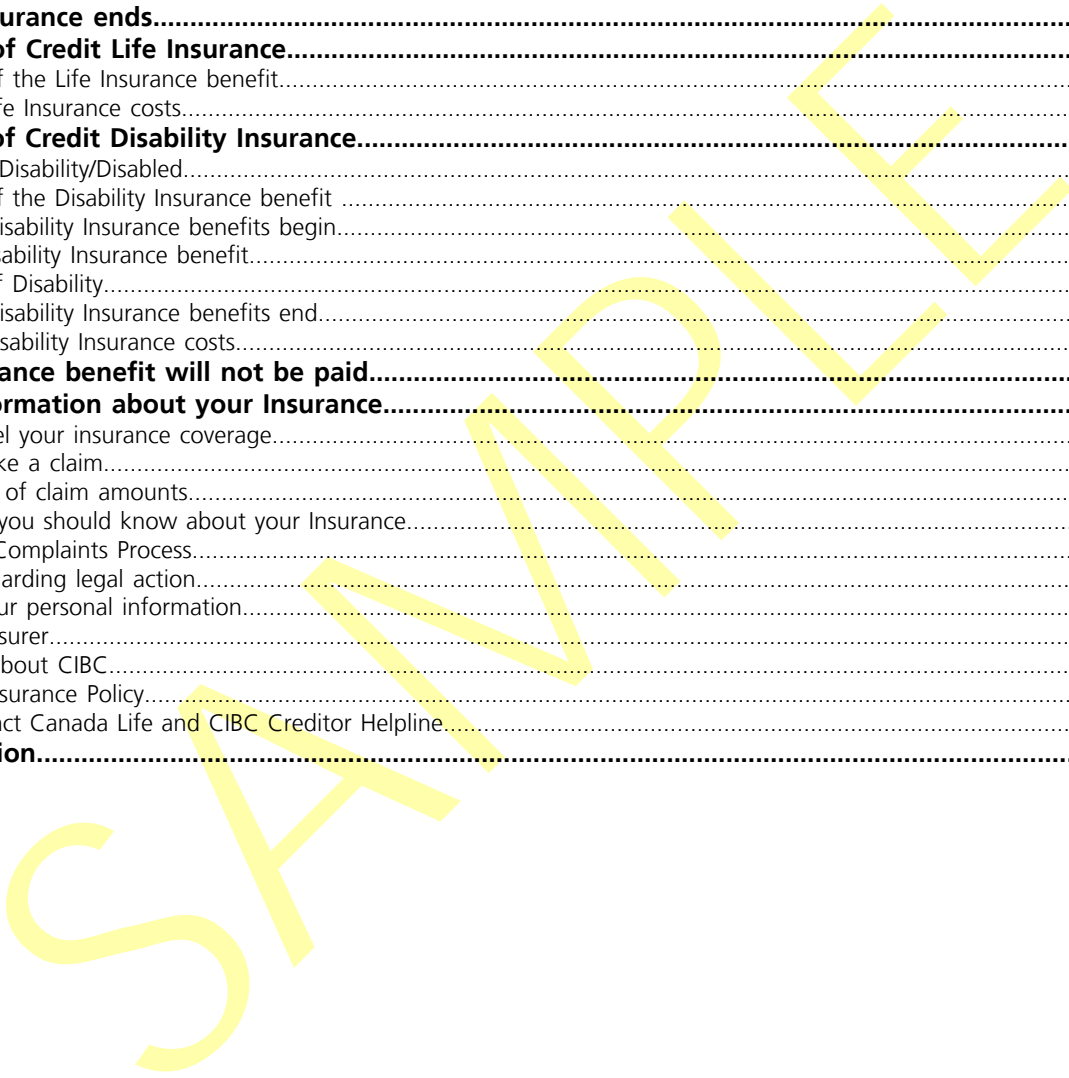 urance ends
of Credit Life Insurance
f the Life Insurance benefit
fe Insurance costs
of Credit Disability Insurance
Disability/Disabled
f the Disability Insurance benefit
isability Insurance benefits begin
sability Insurance benefit
f Disability
isability Insurance benefits end
sability Insurance costs
ance benefit will not be paid
ormation about your Insurance
el your insurance coverage
ke a claim
of claim amounts
you should know about your Insurance
Complaints Process
arding legal action
ur personal information
surer
bout CIBC
surance Policy
act Canada Life and CIBC Creditor Helpline
ion
SAMPLE